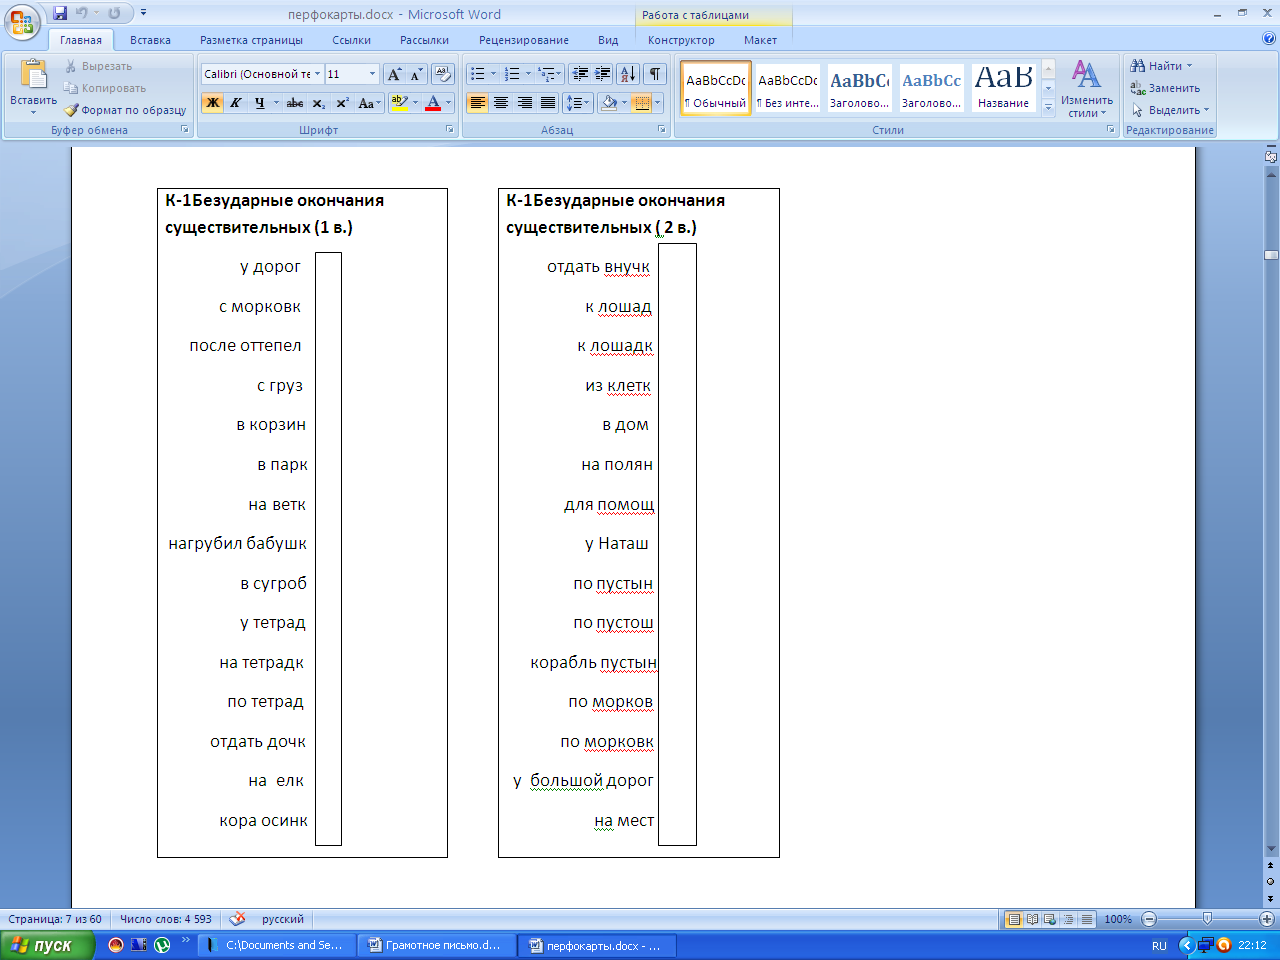 перфокарты.docx - Microsoft Word
Работа с таблицами
Главная Вставка Разметка страницы Ссылки Рассылки Рецензирование Вид Конструктор Макет
Вставить
Вырезать
Копировать
Формат по образцу
Буфер обмена
Calibri (Основной те 11
Ж К Ч abc x₂ x² Aa
Шрифт
Абзац
AaBbCcDc AaBbCcDc AaBbC AaBbCc AaB
¶ Обычный ¶ Без инте... Заголово... Заголово... Название
Изменить стили
Стили
Найти
Заменить
Выделить
Редактирование
К-1Безударные окончания
существительных (1 в.)
у дорог
с морковк
после оттепел
с груз
в корзин
в парк
на ветк
нагрубил бабушк
в сугроб
у тетрад
на тетрадк
по тетрад
отдать дочк
на елк
кора осинк
К-1Безударные окончания
существительных ( 2 в.)
отдать внучк
к лошад
к лошадк
из клетк
в дом
на полян
для помощ
у Наташ
по пустын
по пустош
корабль пустын
по морков
по морковк
у большой дорог
на мест
Страница: 7 из 60 Число слов: 4 593 русский 100%
пуск C:\Documents and Se... Грамотное письмо.d... перфокарты.docx - ... RU 22:12